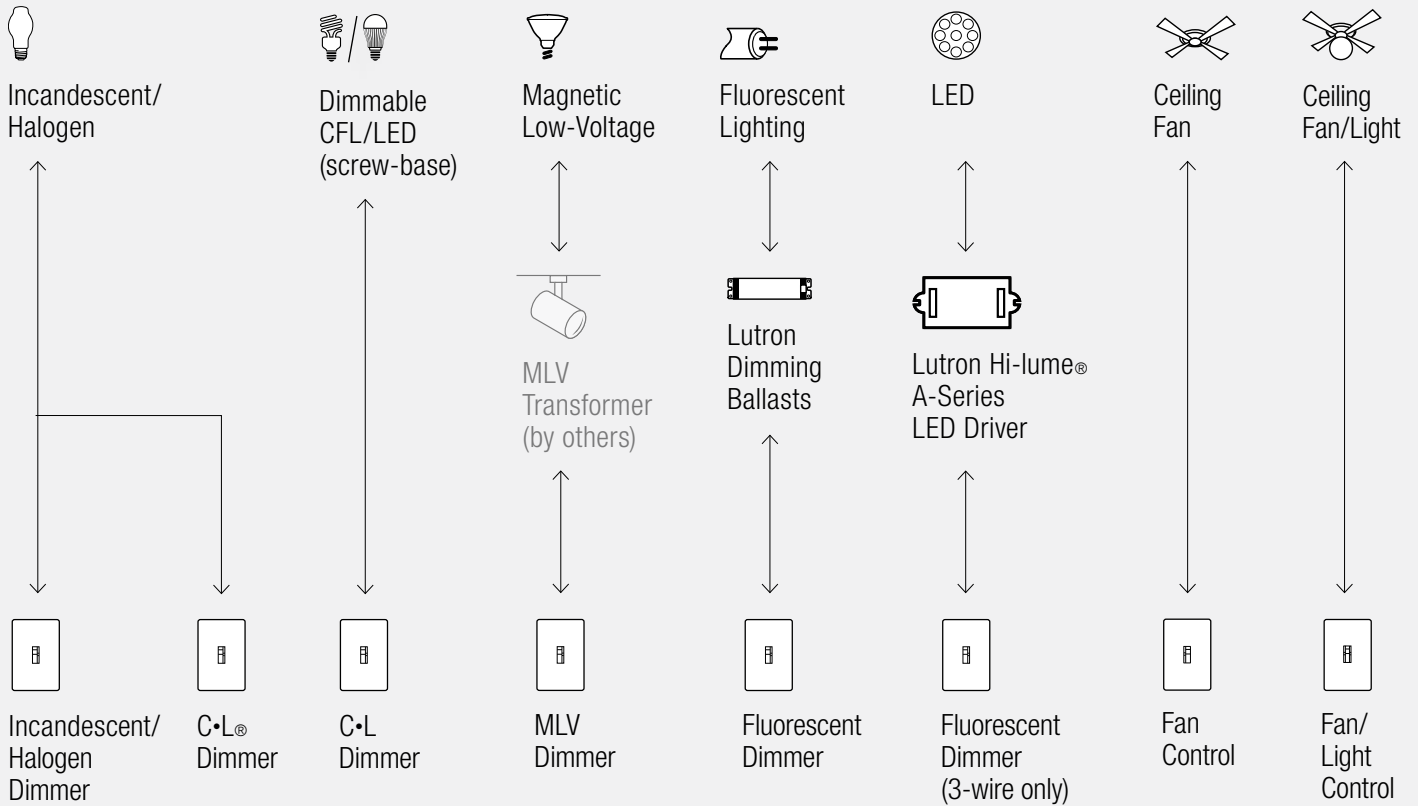 Incandescent/
Halogen
Dimmable
CFL/LED
(screw-base)
Magnetic
Low-Voltage
Fluorescent
Lighting
LED
Ceiling
Fan
Ceiling
Fan/Light
MLV
Transformer
(by others)
Lutron
Dimming
Ballasts
Lutron Hi-lume®
A-Series
LED Driver
Incandescent/
Halogen
Dimmer
C•L®
Dimmer
C•L
Dimmer
MLV
Dimmer
Fluorescent
Dimmer
Fluorescent
Dimmer
(3-wire only)
Fan
Control
Fan/
Light
Control